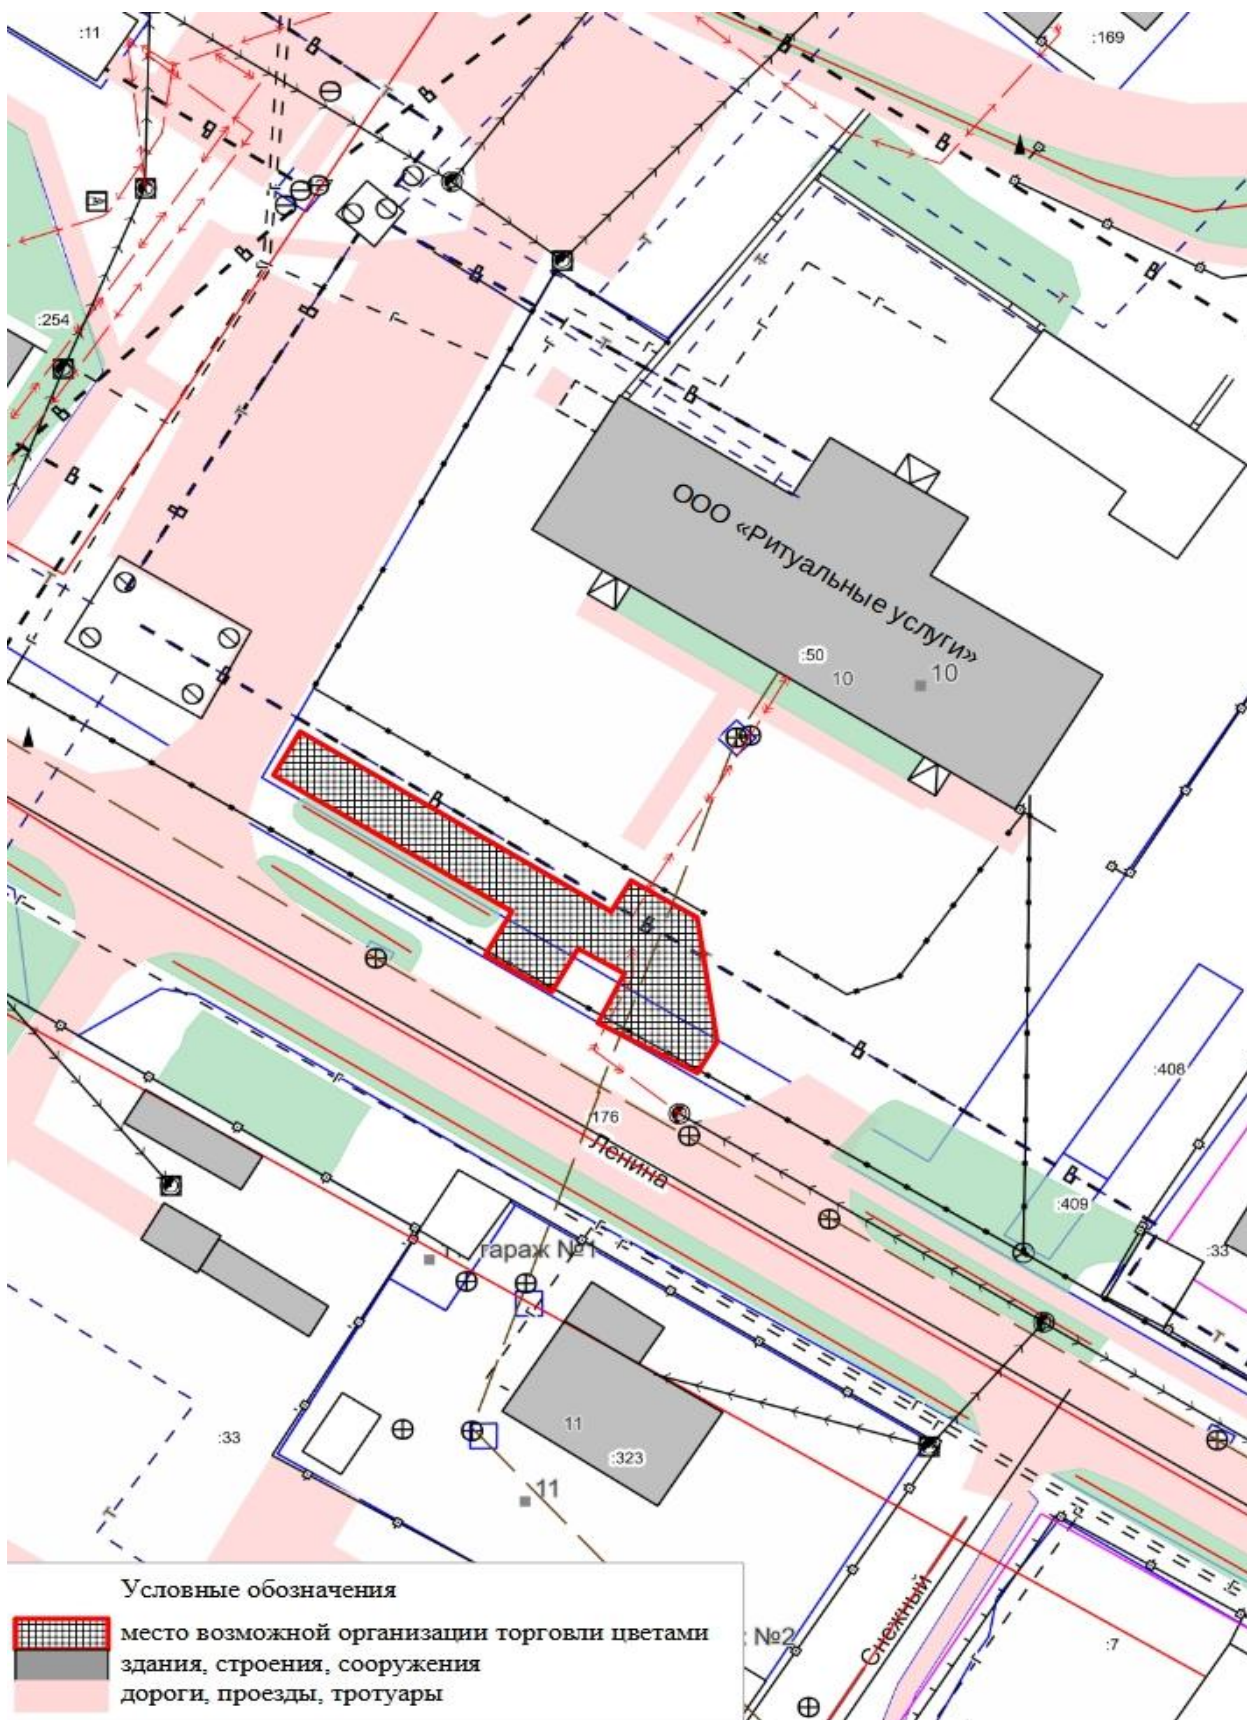 :11
:169
:254
ООО «Ритуальные услуги»
:50
10
10
:408
:176
Ленина
:409
:33
гараж №1
11
:33
:323
11
Снежный
№2
:7
Условные обозначения
место возможной организации торговли цветами
здания, строения, сооружения
дороги, проезды, тротуары